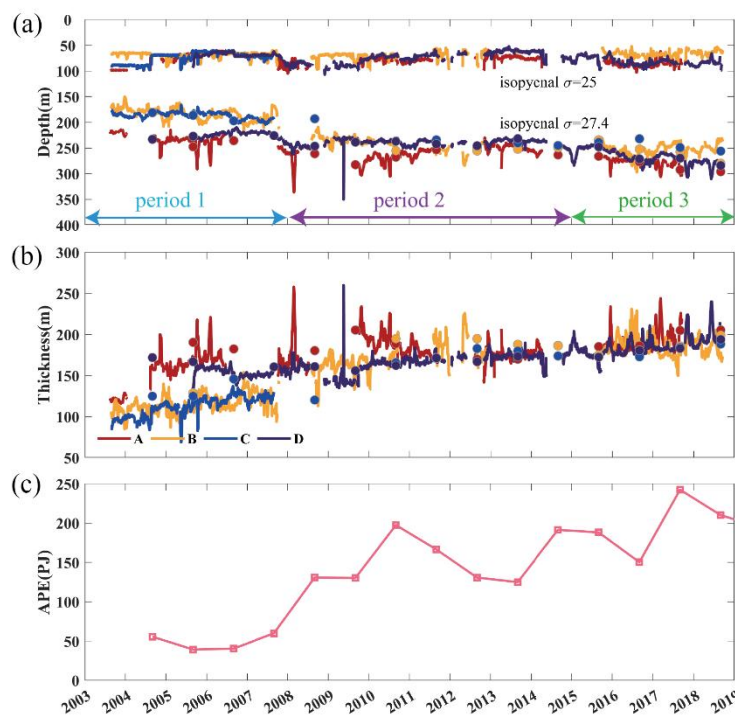 (a)
0
50
100
150
200
250
300
350
400
Depth(m)
isopycnal σ=25
isopycnal σ=27.4
period 1
period 2
period 3
(b)
300
250
200
150
100
50
Thickness(m)
A B C D
(c)
250
200
150
100
50
0
APE(PJ)
2003 2004 2005 2006 2007 2008 2009 2010 2011 2012 2013 2014 2015 2016 2017 2018 2019